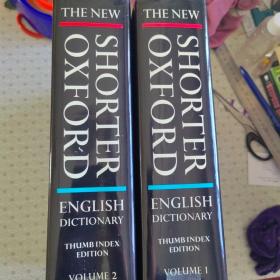 THE NEW
SHORTER
OXFORD
ENGLISH
DICTIONARY
THUMB INDEX
EDITION
VOLUME 2
THE NEW
SHORTER
OXFORD
ENGLISH
DICTIONARY
THUMB INDEX
EDITION
VOLUME 1